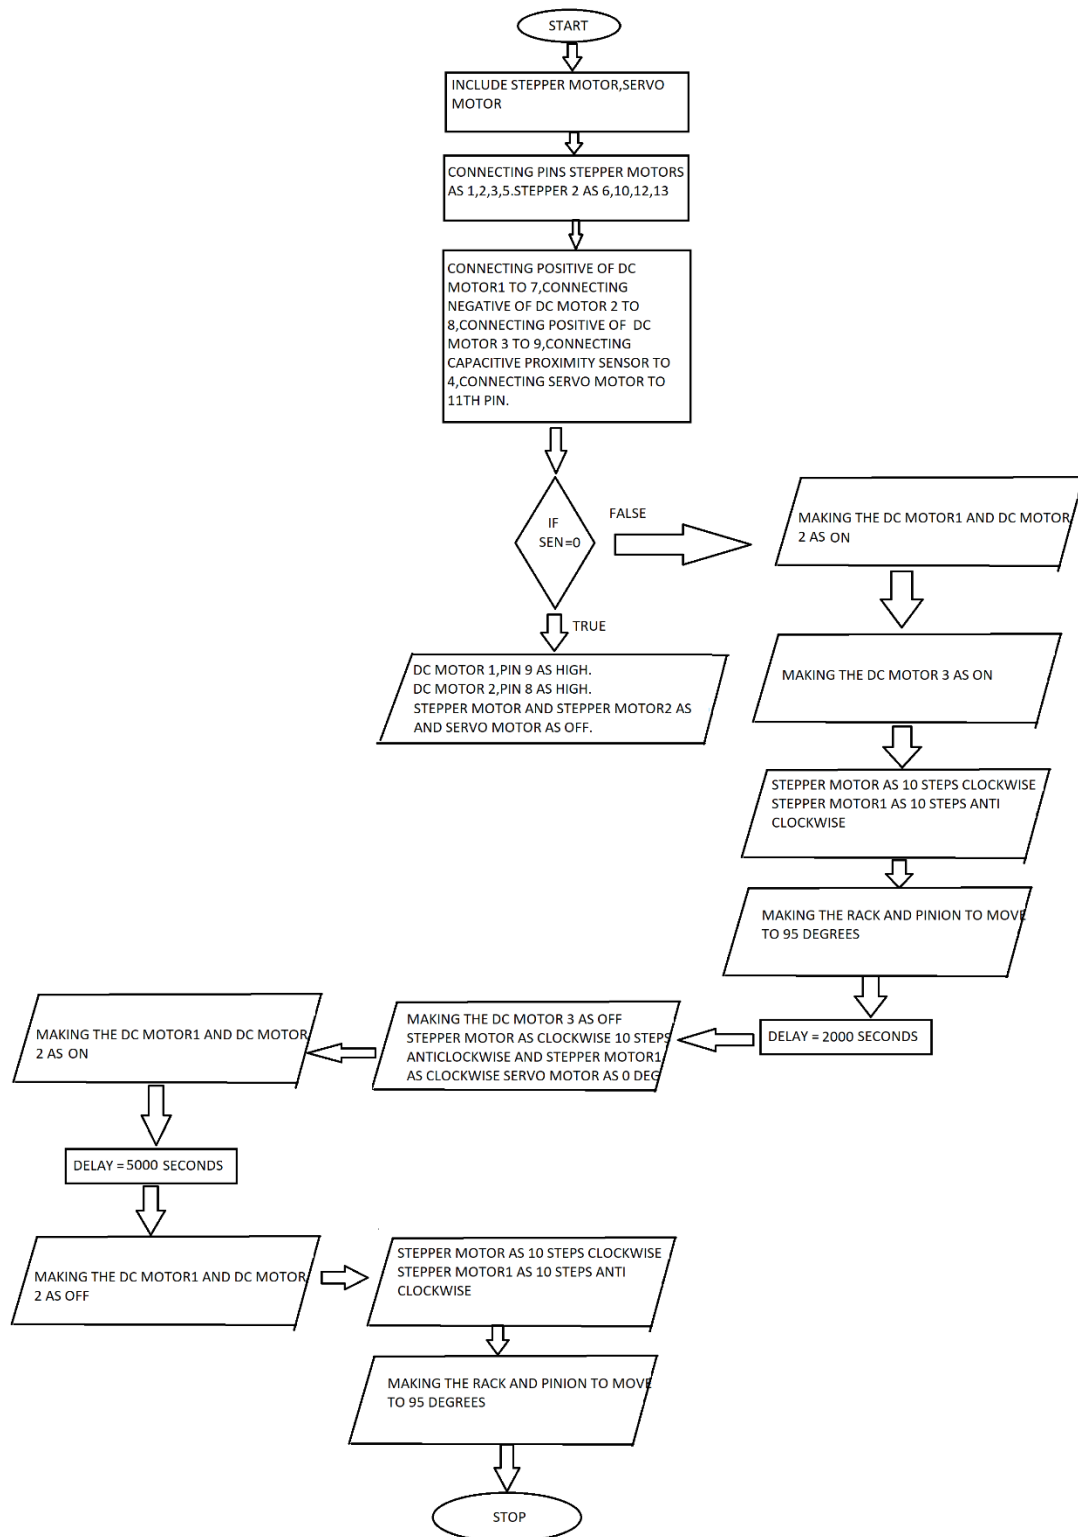 START
INCLUDE STEPPER MOTOR,SERVO
MOTOR
CONNECTING PINS STEPPER MOTORS
AS 1,2,3,5.STEPPER 2 AS 6,10,12,13
CONNECTING POSITIVE OF DC
MOTOR1 TO 7,CONNECTING
NEGATIVE OF DC MOTOR 2 TO
8,CONNECTING POSITIVE OF DC
MOTOR 3 TO 9,CONNECTING
CAPACITIVE PROXIMITY SENSOR TO
4,CONNECTING SERVO MOTOR TO
11TH PIN.
IF
SEN=0
FALSE
MAKING THE DC MOTOR1 AND DC MOTOR
2 AS ON
TRUE
DC MOTOR 1,PIN 9 AS HIGH.
DC MOTOR 2,PIN 8 AS HIGH.
STEPPER MOTOR AND STEPPER MOTOR2 AS
AND SERVO MOTOR AS OFF.
MAKING THE DC MOTOR 3 AS ON
STEPPER MOTOR AS 10 STEPS CLOCKWISE
STEPPER MOTOR1 AS 10 STEPS ANTI
CLOCKWISE
MAKING THE RACK AND PINION TO MOVE
TO 95 DEGREES
DELAY = 2000 SECONDS
MAKING THE DC MOTOR 3 AS OFF
STEPPER MOTOR AS CLOCKWISE 10 STEPS
ANTICLOCKWISE AND STEPPER MOTOR1
AS CLOCKWISE SERVO MOTOR AS 0 DEG
MAKING THE DC MOTOR1 AND DC MOTOR
2 AS ON
DELAY = 5000 SECONDS
MAKING THE DC MOTOR1 AND DC MOTOR
2 AS OFF
STEPPER MOTOR AS 10 STEPS CLOCKWISE
STEPPER MOTOR1 AS 10 STEPS ANTI
CLOCKWISE
MAKING THE RACK AND PINION TO MOVE
TO 95 DEGREES
STOP